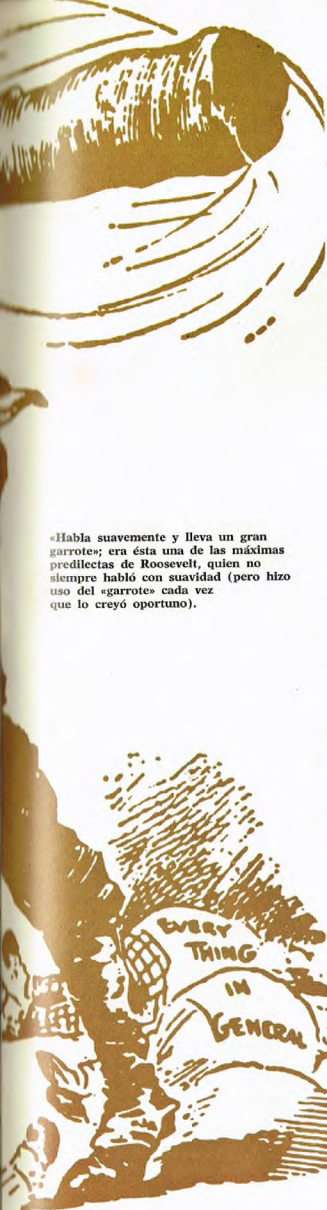 «Habla suavemente y lleva un gran
garrote»; era ésta una de las máximas
predilectas de Roosevelt, quien no
siempre habló con suavidad (pero hizo
uso del «garrote» cada vez
que lo creyó oportuno).
EVERY
THING
IN
GENERAL